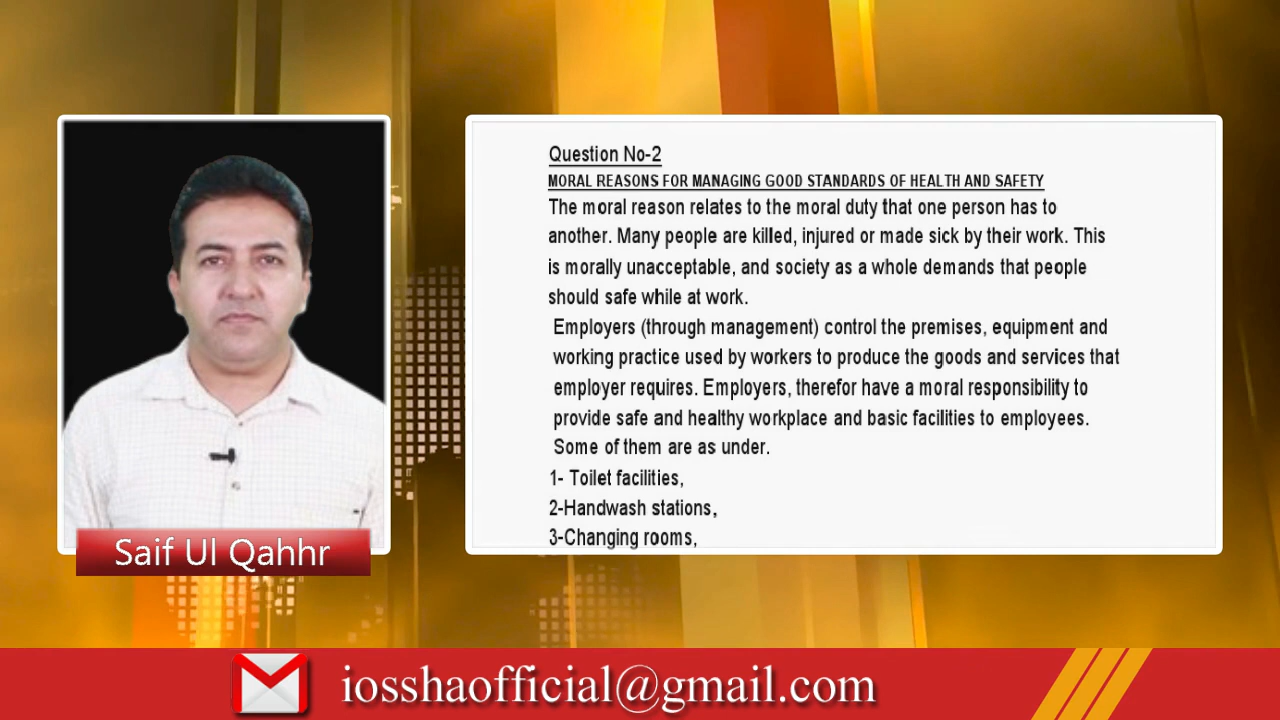 Question No-2
MORAL REASONS FOR MANAGING GOOD STANDARDS OF HEALTH AND SAFETY
The moral reason relates to the moral duty that one person has to
another. Many people are killed, injured or made sick by their work. This
is morally unacceptable, and society as a whole demands that people
should safe while at work.
Employers (through management) control the premises, equipment and
working practice used by workers to produce the goods and services that
employer requires. Employers, therefor have a moral responsibility to
provide safe and healthy workplace and basic facilities to employees.
Some of them are as under.
1- Toilet facilities,
2-Handwash stations,
3-Changing rooms,
Saif Ul Qahhr
iosshaofficial@gmail.com